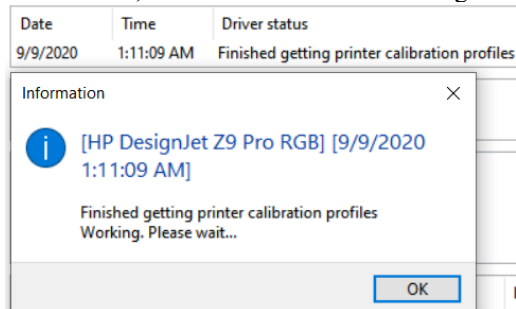 Date Time Driver status
9/9/2020 1:11:09 AM Finished getting printer calibration profiles
Information
[HP DesignJet Z9 Pro RGB] [9/9/2020
1:11:09 AM]
Finished getting printer calibration profiles
Working. Please wait...
OK